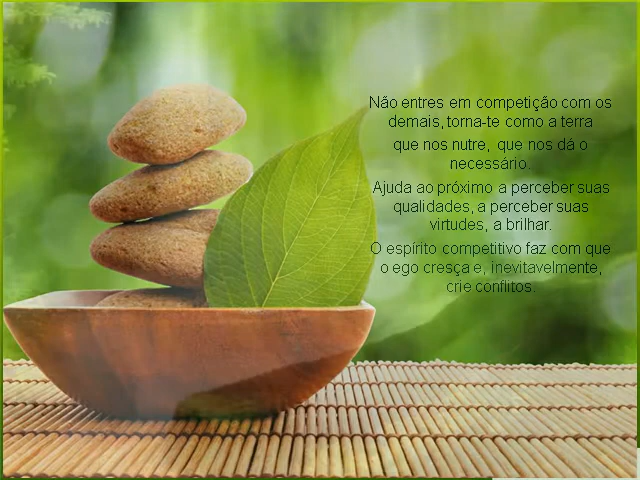 Não entres em competição com os
demais, torna-te como a terra
que nos nutre, que nos dá o
necessário.
Ajuda ao próximo a perceber suas
qualidades, a perceber suas
virtudes, a brilhar.
O espírito competitivo faz com que
o ego cresça e, inevitavelmente,
crie conflitos.